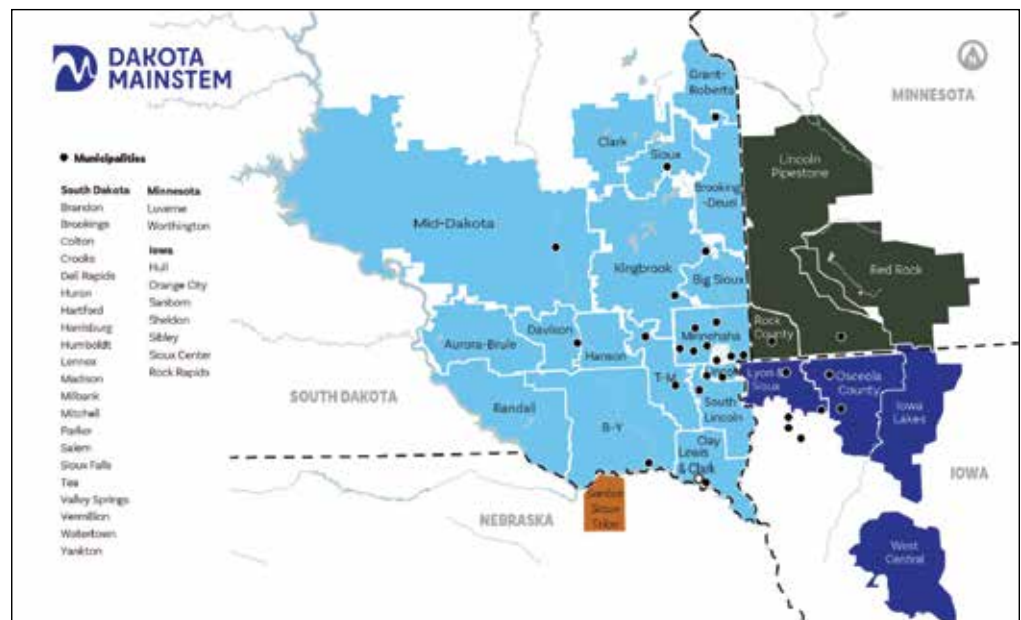 DAKOTA
MAINSTEM
Municipalities
South Dakota
Brandon
Brookings
Colton
Crooks
Dell Rapids
Huron
Hartford
Harrisburg
Humboldt
Lennox
Madison
Milbank
Mitchell
Parker
Salem
Sioux Falls
Tea
Valley Springs
Vermillion
Watertown
Yankton
Minnesota
Luverne
Worthington
Iowa
Hull
Orange City
Sanborn
Sheldon
Sibley
Sioux Center
Rock Rapids
MINNESOTA
Grant-
Roberts
Clark
Sioux
Lincoln
Pipestone
Brooking
-Deuel
Mid-Dakota
Kingbrook
Big Sioux
Red Rock
Rock
County
Minnehaha
Davison
Aurora-Brule
Hanson
Lyon &
Sioux
Osceola
County
T-M
Iowa
Lakes
SOUTH DAKOTA
Randall
B-Y
South
Lincoln
Clay
Lewis
& Clark
IOWA
Santee
Sioux
Tribe
NEBRASKA
West
Central